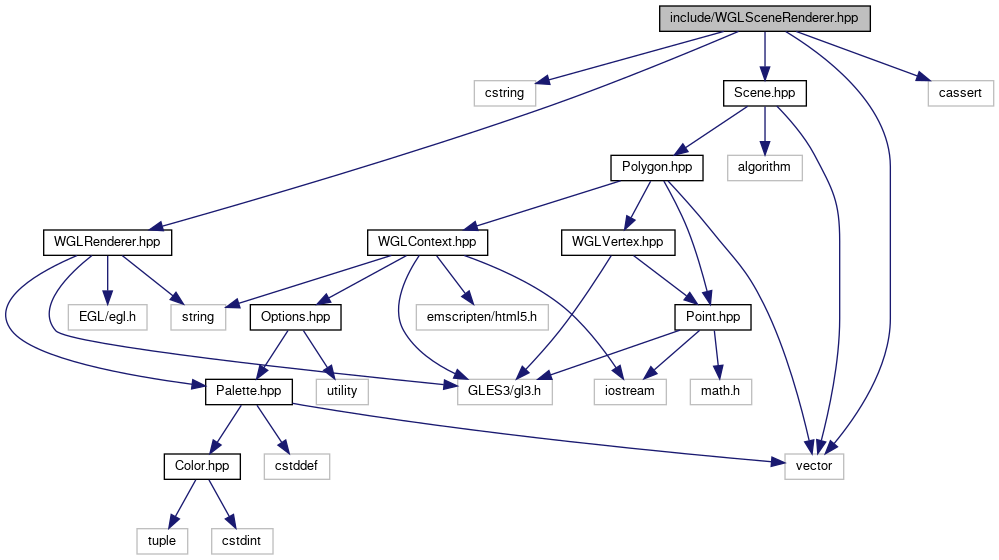 include/WGLSceneRenderer.hpp
cstring
Scene.hpp
cassert
Polygon.hpp
algorithm
WGLRenderer.hpp
WGLContext.hpp
WGLVertex.hpp
EGL/egl.h
string
Options.hpp
emscripten/html5.h
Point.hpp
Palette.hpp
utility
GLES3/gl3.h
iostream
math.h
Color.hpp
cstddef
vector
tuple
cstdint